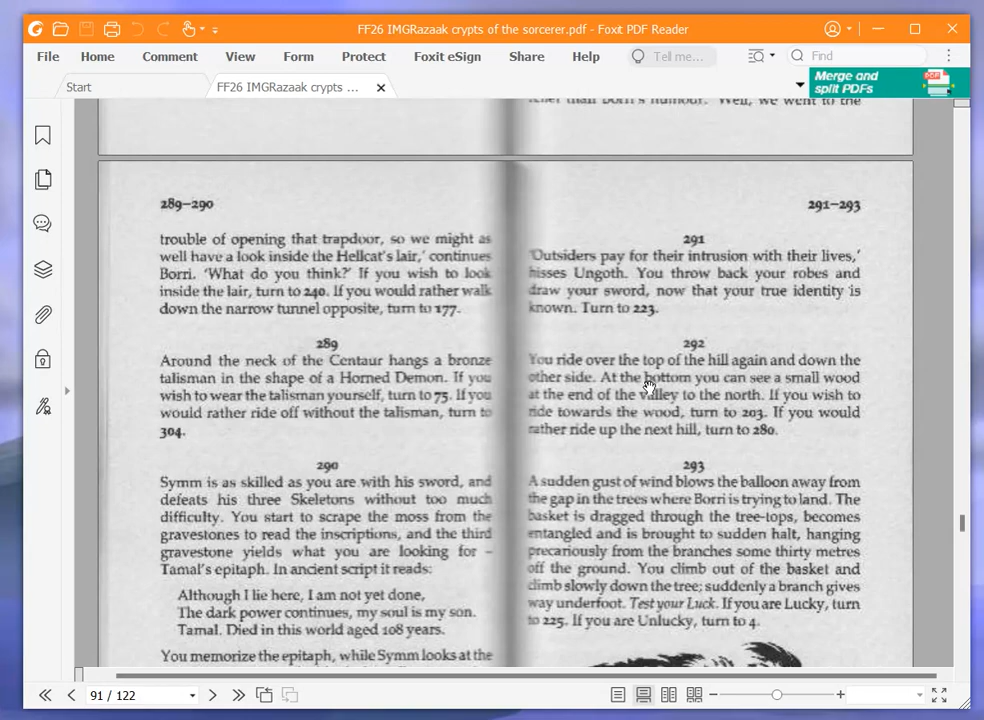 FF26 IMGRazaak crypts of the sorcerer.pdf - Foxit PDF Reader
File Home Comment View Form Protect Foxit eSign Share Help Tell me... Find
Start FF26 IMGRazaak crypts ... Merge and
split PDFs
humour. Well, we went to the
289–290
trouble of opening that trapdoor, so we might as
well have a look inside the Hellcat's lair,' continues
Borri. 'What do you think?' If you wish to look
inside the lair, turn to 240. If you would rather walk
down the narrow tunnel opposite, turn to 177.
289
Around the neck of the Centaur hangs a bronze
talisman in the shape of a Horned Demon. If you
wish to wear the talisman yourself, turn to 75. If you
would rather ride off without the talisman, turn to
304.
290
Symm is as skilled as you are with his sword, and
defeats his three Skeletons without too much
difficulty. You start to scrape the moss from the
gravestones to read the inscriptions, and the third
gravestone yields what you are looking for –
Tamal's epitaph. In ancient script it reads:
Although I lie here, I am not yet done,
The dark power continues, my soul is my son.
Tamal. Died in this world aged 108 years.
You memorize the epitaph, while Symm looks at the
291–293
291
'Outsiders pay for their intrusion with their lives,'
hisses Ungoth. You throw back your robes and
draw your sword, now that your true identity is
known. Turn to 223.
292
You ride over the top of the hill again and down the
other side. At the bottom you can see a small wood
at the end of the valley to the north. If you wish to
ride towards the wood, turn to 203. If you would
rather ride up the next hill, turn to 280.
293
A sudden gust of wind blows the balloon away from
the gap in the trees where Borri is trying to land. The
basket is dragged through the tree-tops, becomes
entangled and is brought to sudden halt, hanging
precariously from the branches some thirty metres
off the ground. You climb out of the basket and
climb slowly down the tree; suddenly a branch gives
way underfoot. Test your Luck. If you are Lucky, turn
to 225. If you are Unlucky, turn to 4.
91 / 122